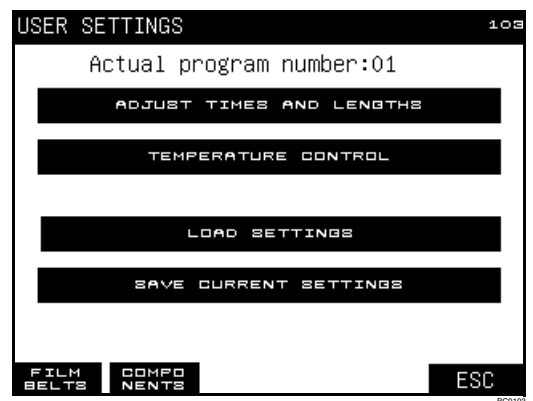 USER SETTINGS 103
Actual program number:01
ADJUST TIMES AND LENGTHS
TEMPERATURE CONTROL
LOAD SETTINGS
SAVE CURRENT SETTINGS
FILM BELTS
COMPO NENTS
ESC